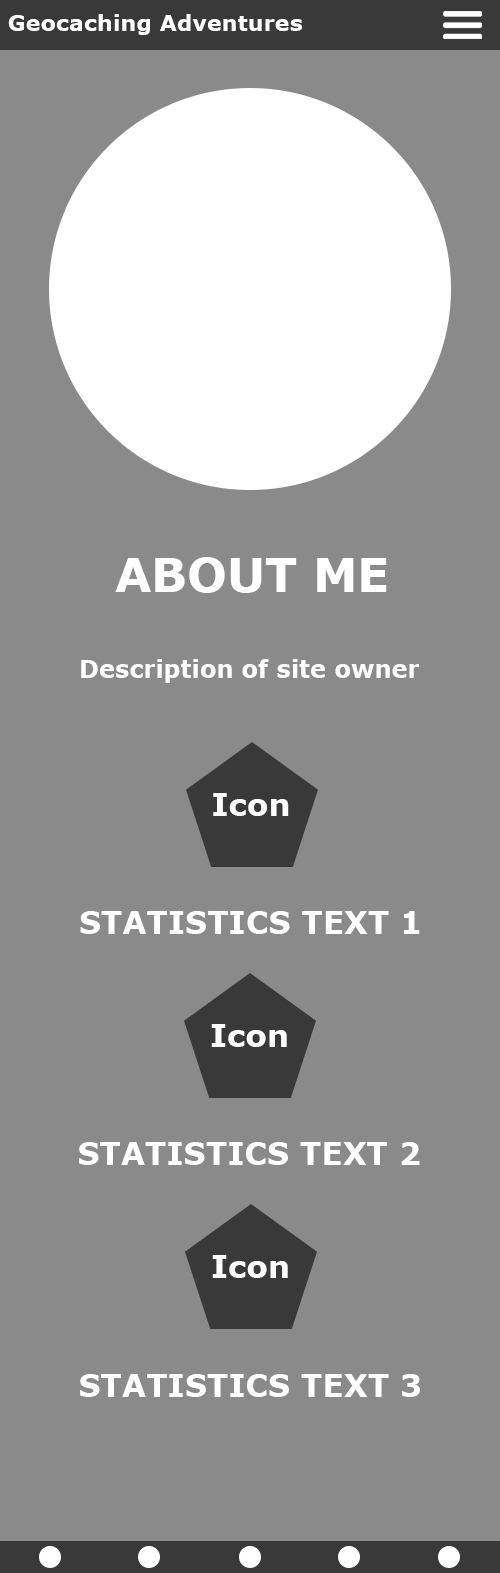 Geocaching Adventures
ABOUT ME
Description of site owner
Icon
STATISTICS TEXT 1
Icon
STATISTICS TEXT 2
Icon
STATISTICS TEXT 3